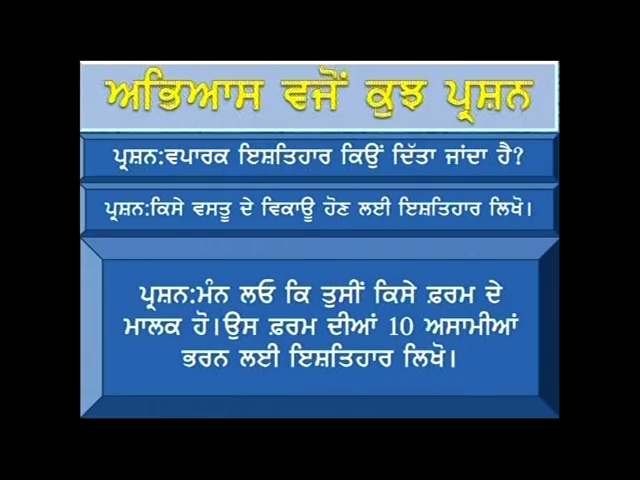 ਅਭਿਆਸ ਵਜੋਂ ਕੁਝ ਪ੍ਰਸ਼ਨ
ਪ੍ਰਸ਼ਨ:ਵਪਾਰਕ ਇਸ਼ਤਿਹਾਰ ਕਿਉਂ ਦਿੱਤਾ ਜਾਂਦਾ ਹੈ?
ਪ੍ਰਸ਼ਨ:ਕਿਸੇ ਵਸਤੂ ਦੇ ਵਿਕਾਊ ਹੋਣ ਲਈ ਇਸ਼ਤਿਹਾਰ ਲਿਖੋ।
ਪ੍ਰਸ਼ਨ:ਮੰਨ ਲਓ ਕਿ ਤੁਸੀਂ ਕਿਸੇ ਫ਼ਰਮ ਦੇ
ਮਾਲਕ ਹੋ।ਉਸ ਫ਼ਰਮ ਦੀਆਂ 10 ਅਸਾਮੀਆਂ
ਭਰਨ ਲਈ ਇਸ਼ਤਿਹਾਰ ਲਿਖੋ।